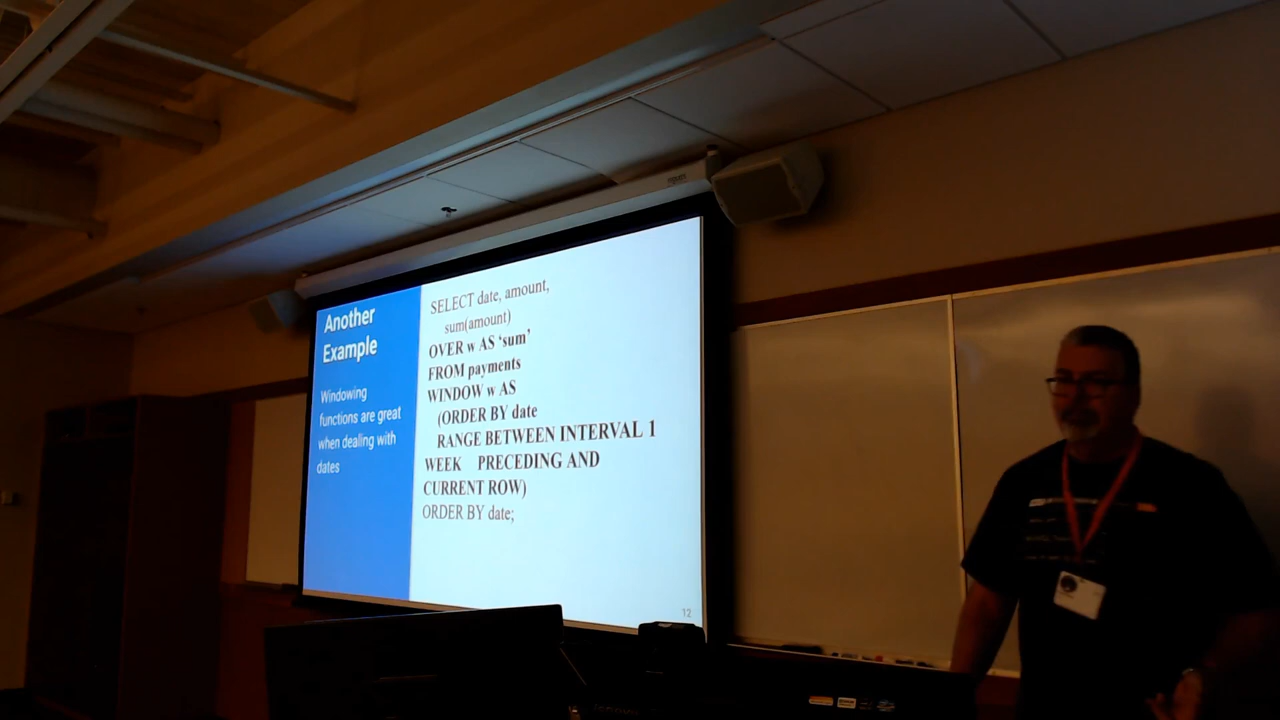 Another
Example
Windowing
functions are great
when dealing with
dates
SELECT date, amount,
sum(amount)
OVER w AS ‘sum’
FROM payments
WINDOW w AS
(ORDER BY date
RANGE BETWEEN INTERVAL 1
WEEK PRECEDING AND
CURRENT ROW)
ORDER BY date;
12